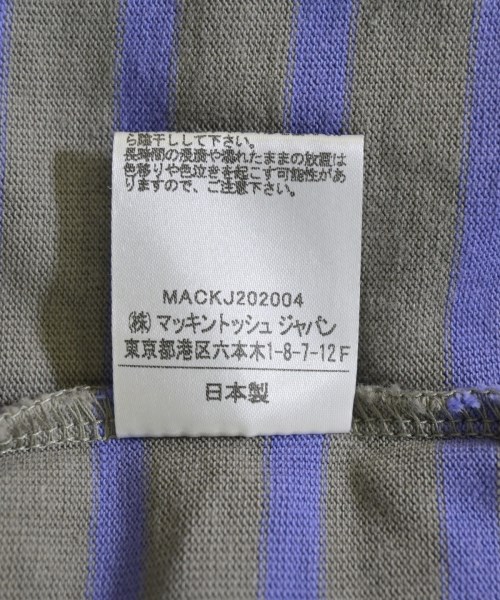 ら陰干しして下さい。
長時間の浸漬や濡れたままの放置は
色移りや色泣きを起こす可能性があ
りますので、ご注意下さい。
MACKJ202004
(株) マッキントッシュ ジャパン
東京都港区六本木1-8-7-12F
日本製